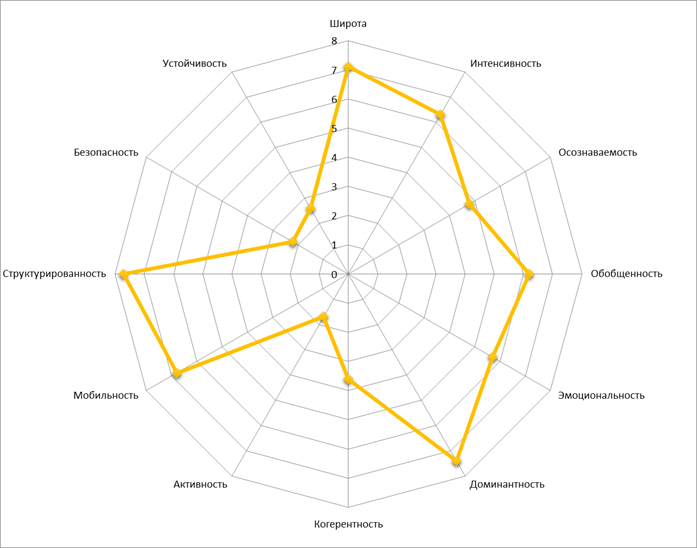 Широта
8
Устойчивость
Интенсивность
7
6
5
Безопасность
Осознаваемость
4
3
2
1
Структурированность
0
Обобщенность
Мобильность
Эмоциональность
Активность
Доминантность
Когерентность